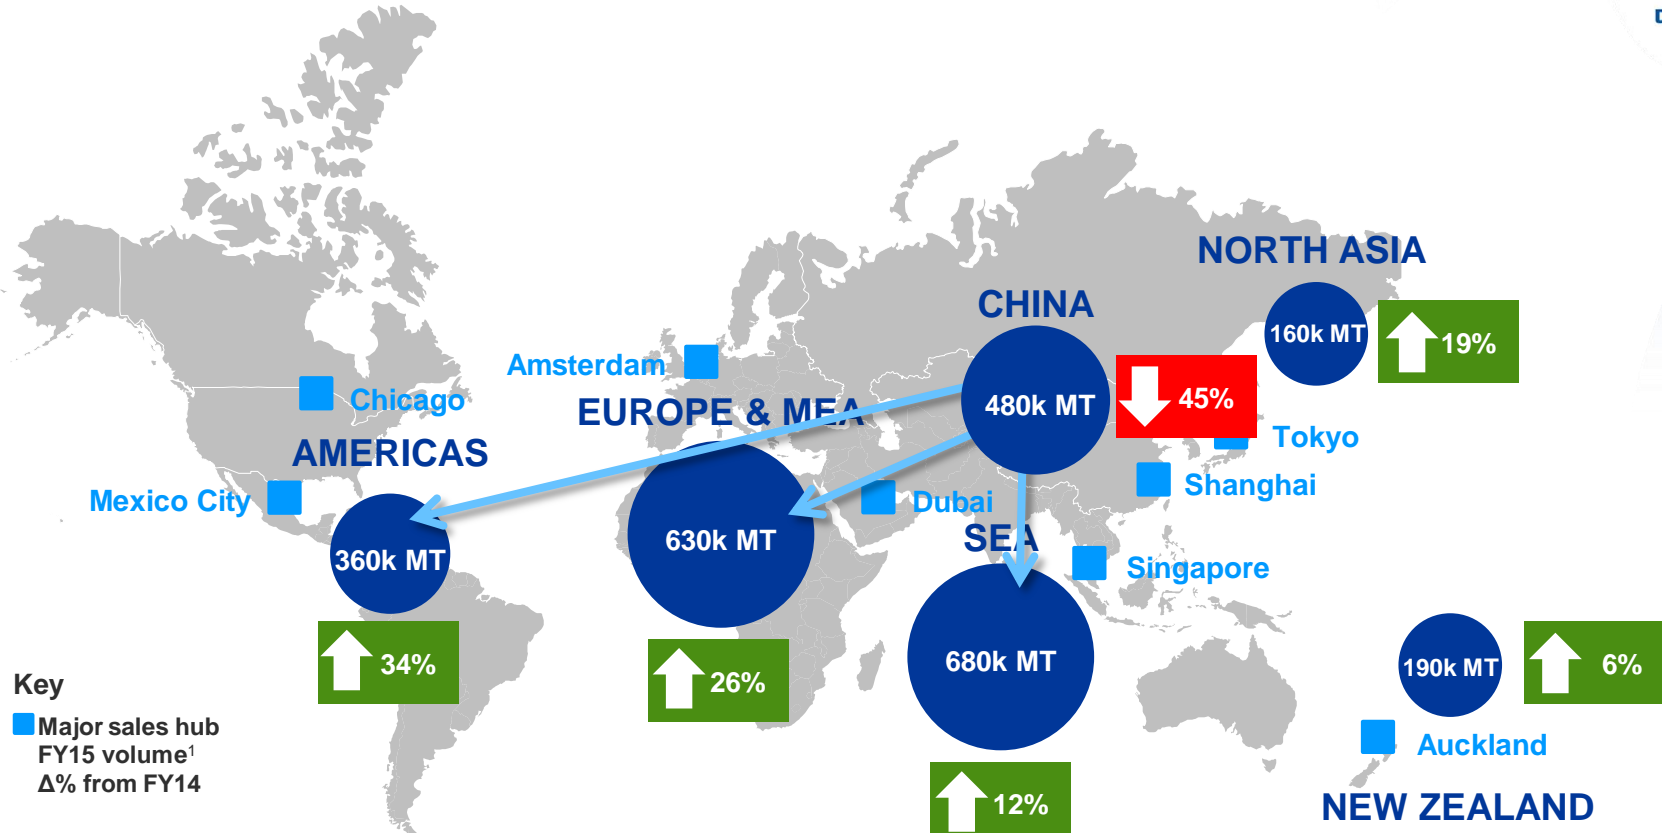 NORTH ASIA
160k MT
19%
CHINA
480k MT
45%
Amsterdam
Chicago
EUROPE & MEA
Tokyo
AMERICAS
Shanghai
Mexico City
Dubai
630k MT
SEA
360k MT
Singapore
680k MT
190k MT
6%
34%
26%
Key
Major sales hub
FY15 volume¹
Δ% from FY14
Auckland
12%
NEW ZEALAND